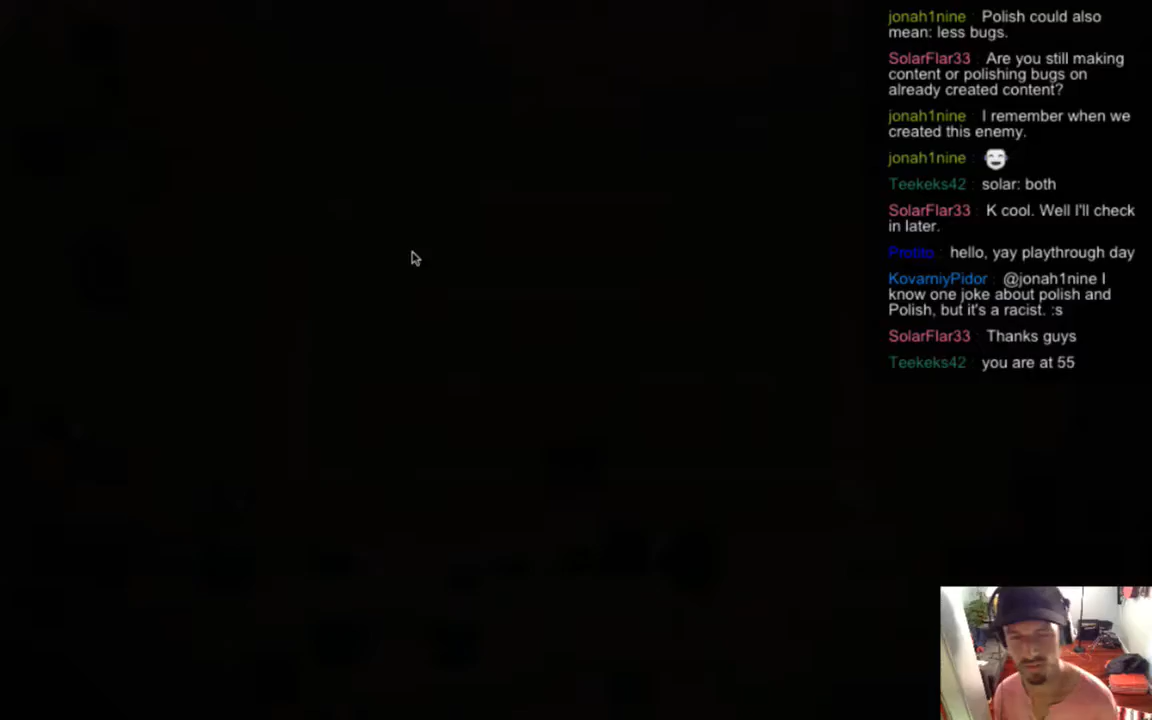 jonah1nine : Polish could also
mean: less bugs.
SolarFlar33 : Are you still making
content or polishing bugs on
already created content?
jonah1nine : I remember when we
created this enemy.
jonah1nine :
Teekeks42 : solar: both
SolarFlar33 : K cool. Well I'll check
in later.
Protito : hello, yay playthrough day
KovarniyPidor : @jonah1nine I
know one joke about polish and
Polish, but it's a racist. :s
SolarFlar33 : Thanks guys
Teekeks42 : you are at 55